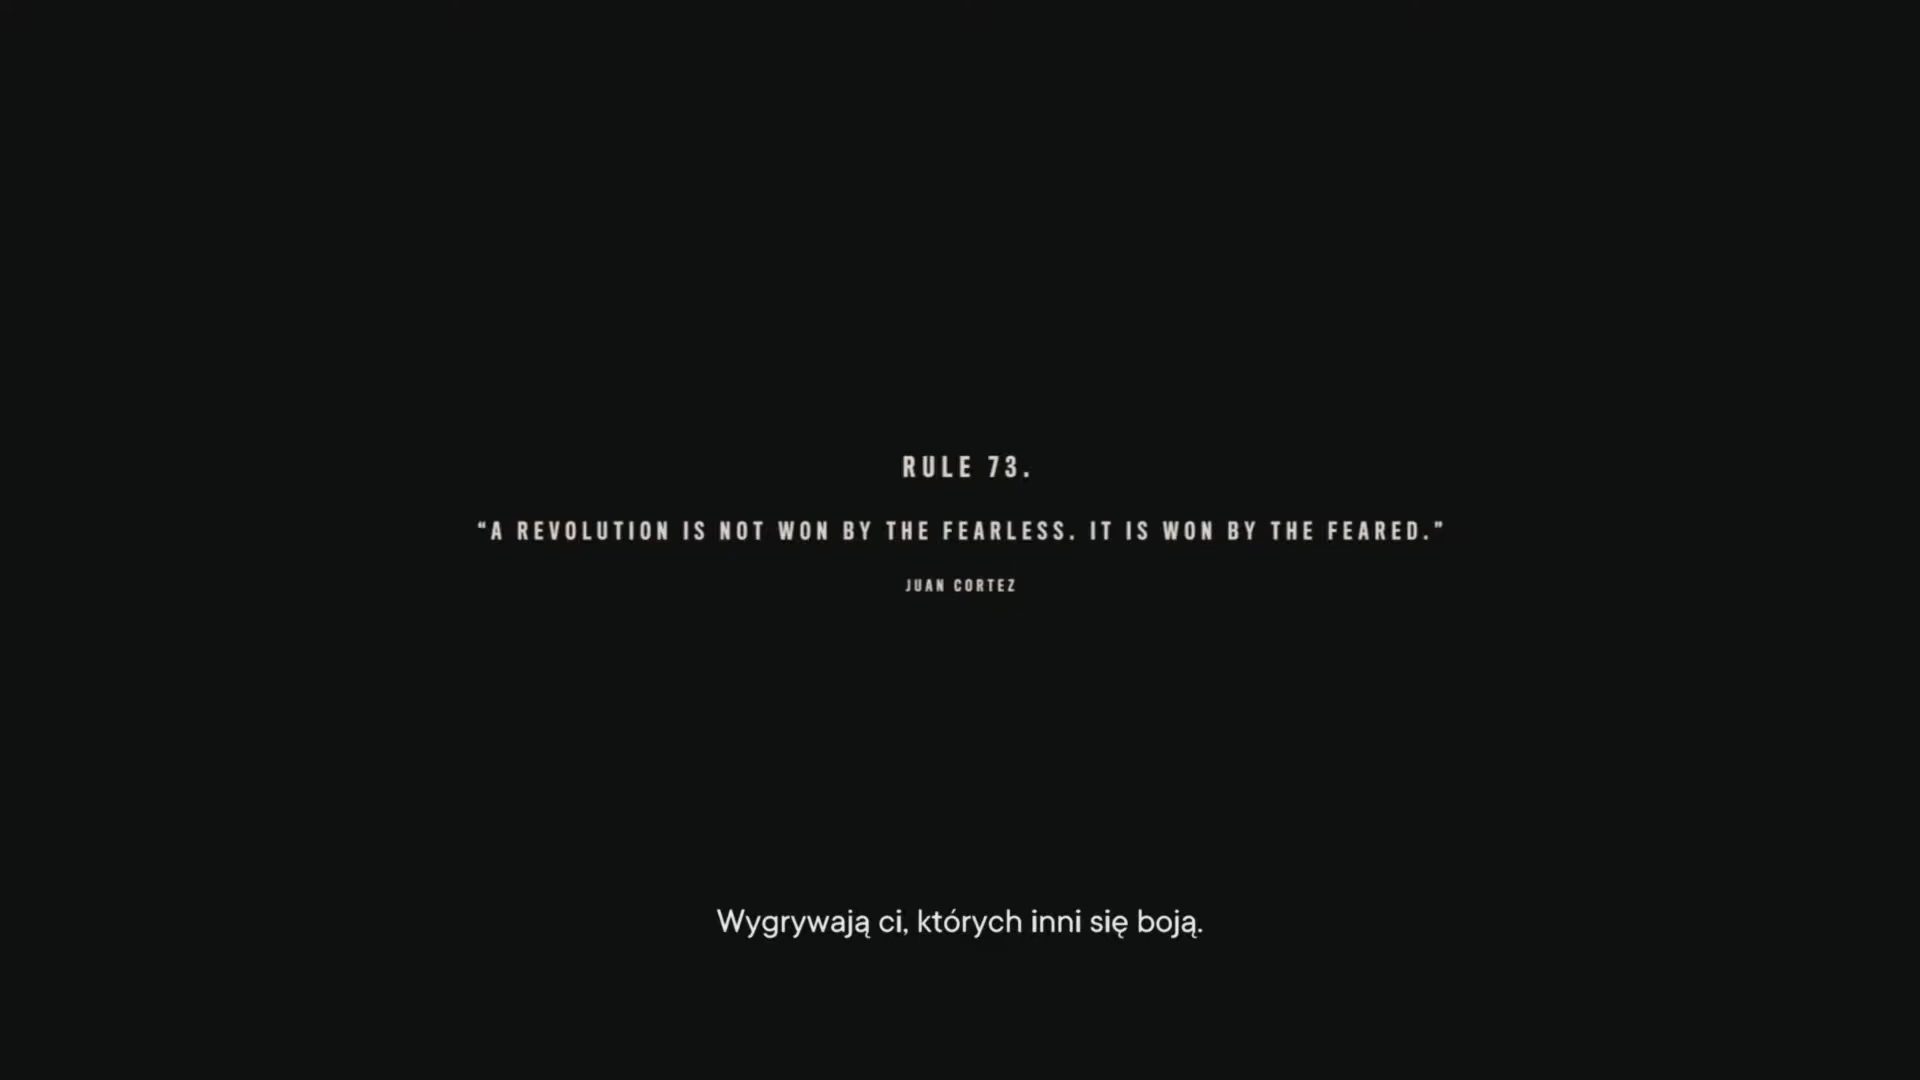 RULE 73.
“A REVOLUTION IS NOT WON BY THE FEARLESS. IT IS WON BY THE FEARED.”
JUAN CORTEZ
Wygrywają ci, których inni się boją.